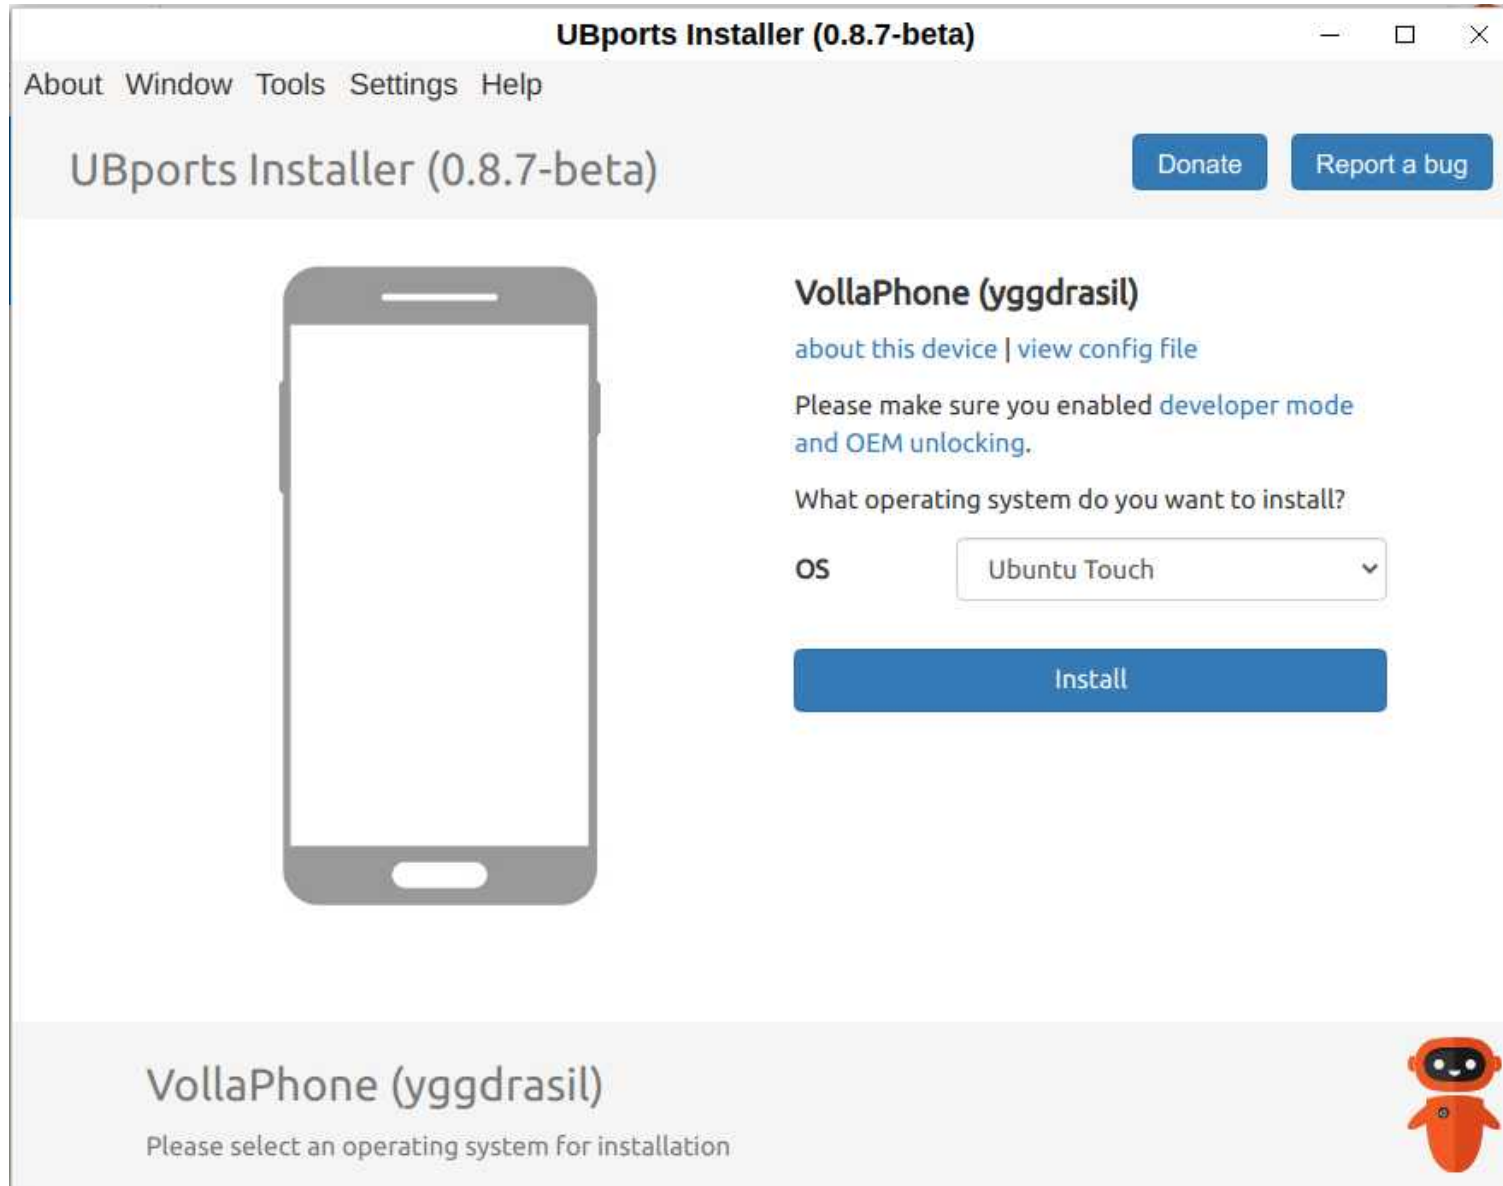 UBports Installer (0.8.7-beta)
About Window Tools Settings Help
UBports Installer (0.8.7-beta)
Donate
Report a bug
VollaPhone (yggdrasil)
about this device | view config file
Please make sure you enabled developer mode
and OEM unlocking.
What operating system do you want to install?
OS
Ubuntu Touch
Install
VollaPhone (yggdrasil)
Please select an operating system for installation